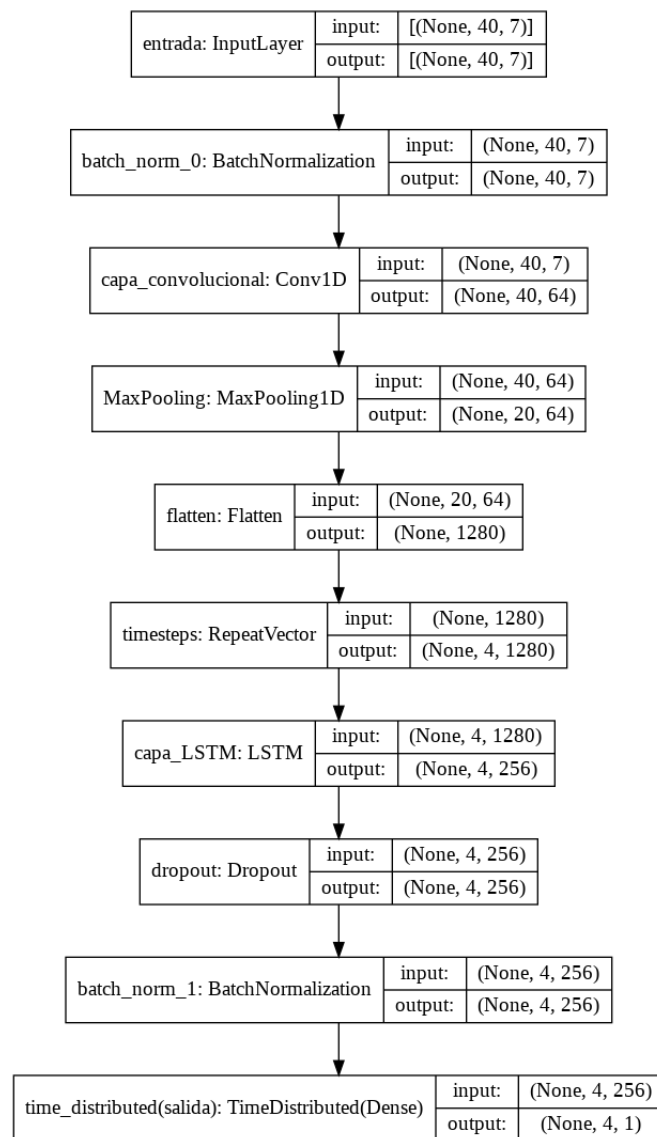 entrada: InputLayer
input: [(None, 40, 7)]
output: [(None, 40, 7)]
batch_norm_0: BatchNormalization
input: (None, 40, 7)
output: (None, 40, 7)
capa_convolucional: Conv1D
input: (None, 40, 7)
output: (None, 40, 64)
MaxPooling: MaxPooling1D
input: (None, 40, 64)
output: (None, 20, 64)
flatten: Flatten
input: (None, 20, 64)
output: (None, 1280)
timesteps: RepeatVector
input: (None, 1280)
output: (None, 4, 1280)
capa_LSTM: LSTM
input: (None, 4, 1280)
output: (None, 4, 256)
dropout: Dropout
input: (None, 4, 256)
output: (None, 4, 256)
batch_norm_1: BatchNormalization
input: (None, 4, 256)
output: (None, 4, 256)
time_distributed(salida): TimeDistributed(Dense)
input: (None, 4, 256)
output: (None, 4, 1)